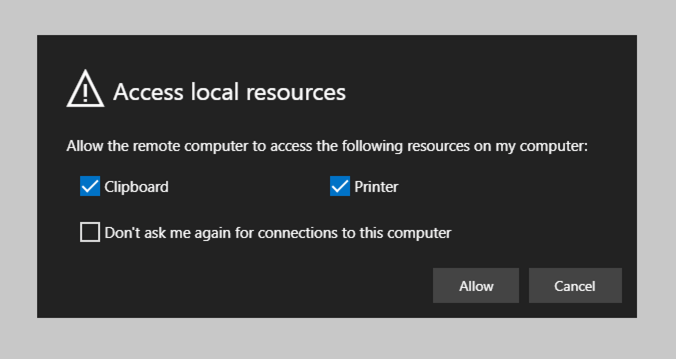 Access local resources
Allow the remote computer to access the following resources on my computer:
Clipboard Printer
Don't ask me again for connections to this computer
Allow Cancel